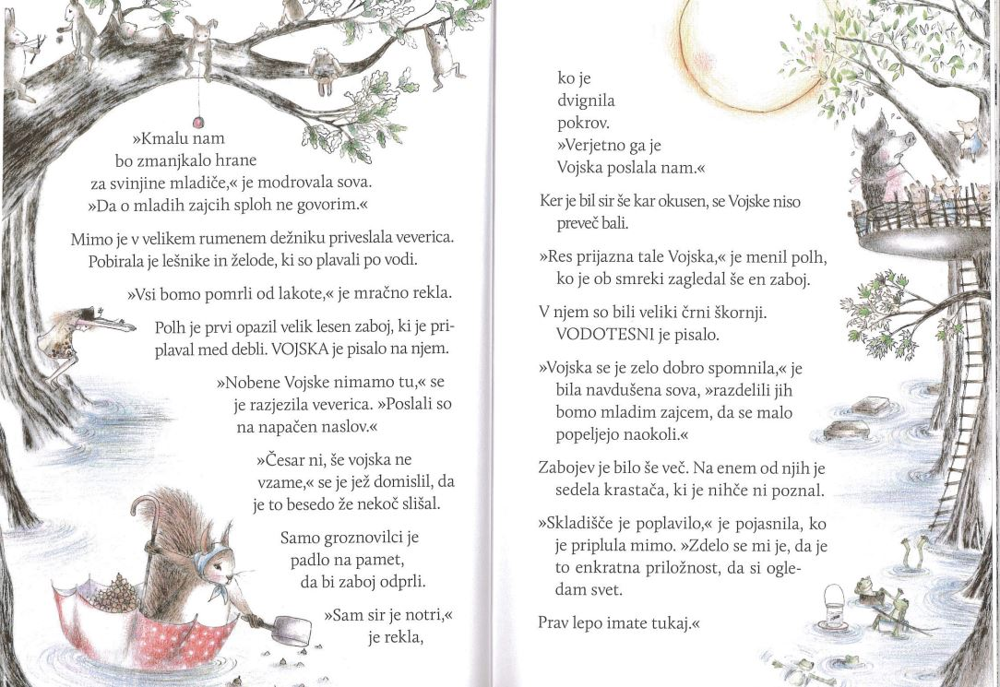 »Kmalu nam
bo zmanjkalo hrane
za svinjine mladiče,« je modrovala sova.
»Da o mladih zajcih sploh ne govorim.«
Mimo je v velikem rumenem dežniku priveslala veverica.
Pobirala je lešnike in želode, ki so plavali po vodi.
»Vsi bomo pomrli od lakote,« je mračno rekla.
Polh je prvi opazil velik lesen zaboj, ki je pri-
plaval med debli. VOJSKA je pisalo na njem.
»Nobene Vojske nimamo tu,« se
je razjezila veverica. »Poslali so
na napačen naslov.«
»Česar ni, še vojska ne
vzame,« se je jež domislil, da
je to besedo že nekoč slišal.
Samo groznovilci je
padlo na pamet,
da bi zaboj odprli.
»Sam sir je notri,«
je rekla,
ko je
dvignila
pokrov.
»Verjetno ga je
Vojska poslala nam.«
Ker je bil sir še kar okusen, se Vojske niso
preveč bali.
»Res prijazna tale Vojska,« je menil polh,
ko je ob smreki zagledal še en zaboj.
V njem so bili veliki črni škornji.
VODOTESNI je pisalo.
»Vojska se je zelo dobro spomnila,« je
bila navdušena sova, »razdelili jih
bomo mladim zajcem, da se malo
popeljejo naokoli.«
Zabojev je bilo še več. Na enem od njih je
sedela krastača, ki je nihče ni poznal.
»Skladišče je poplavilo,« je pojasnila, ko
je priplula mimo. »Zdelo se mi je, da je
to enkratna priložnost, da si ogle-
dam svet.
Prav lepo imate tukaj.«